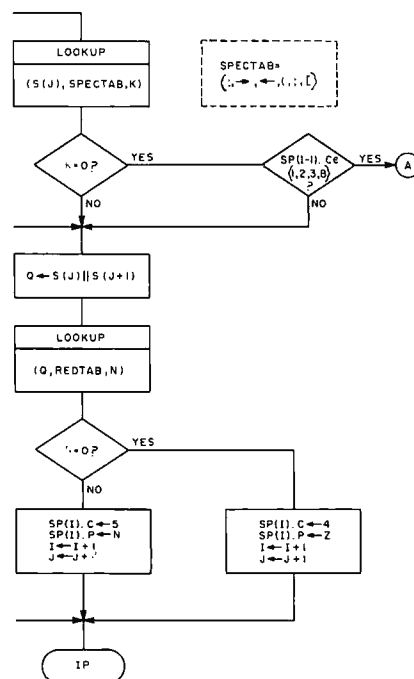 LOOKUP
(S(J),SPECTAB,K)
SPECTAB=
=0?
YES
NO
SP(I-1).C∈
(1,2,3,8)
?
YES
A
NO
Q←S(J)||S(J+1)
LOOKUP
(Q,REDTAB,N)
=0?
YES
NO
SP(I).C←5
SP(I).P←N
I←I+1
J←J+
SP(I).C←4
SP(I).P←Z
I←I+1
J←J+1
IP